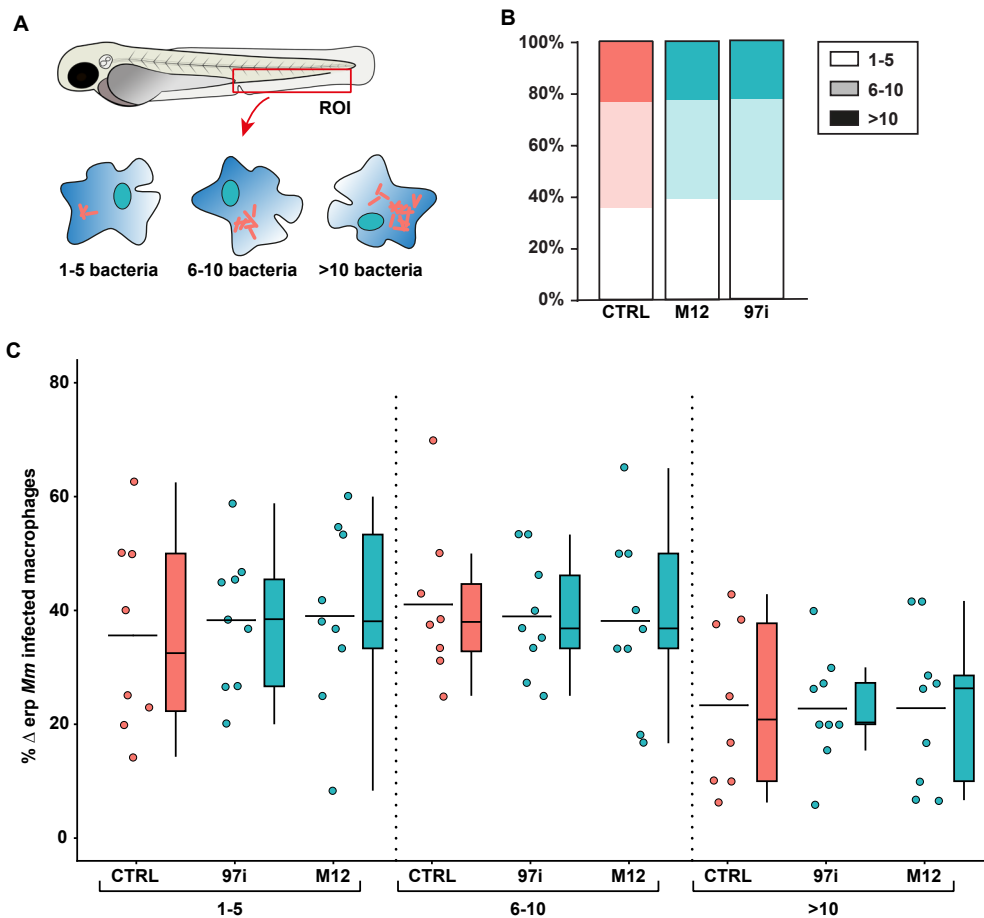 A
ROI
1-5 bacteria 6-10 bacteria >10 bacteria
B
100%
80%
60%
40%
20%
0%
CTRL M12 97i
1-5
6-10
>10
C
% Δ erp Mm infected macrophages
80
60
40
20
0
CTRL 97i M12 CTRL 97i M12 CTRL 97i M12
1-5 6-10 >10